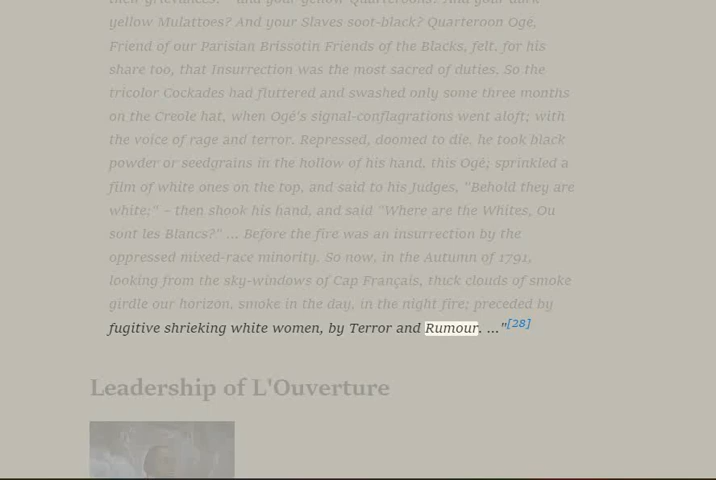 yellow Mulattoes? And your Slaves soot-black? Quarteroon Ogé,
Friend of our Parisian Brissotin Friends of the Blacks, felt, for his
share too, that Insurrection was the most sacred of duties. So the
tricolor Cockades had fluttered and swashed only some three months
on the Creole hat, when Ogé's signal-conflagrations went aloft; with
the voice of rage and terror. Repressed, doomed to die, he took black
powder or seedgrains in the hollow of his hand, this Ogé; sprinkled a
film of white ones on the top, and said to his Judges, "Behold they are
white;" – then shook his hand, and said "Where are the Whites, Ou
sont les Blancs?" ... Before the fire was an insurrection by the
oppressed mixed-race minority. So now, in the Autumn of 1791,
looking from the sky-windows of Cap Français, thick clouds of smoke
girdle our horizon, smoke in the day, in the night fire; preceded by
fugitive shrieking white women, by Terror and Rumour. ..."[28]
Leadership of L'Ouverture